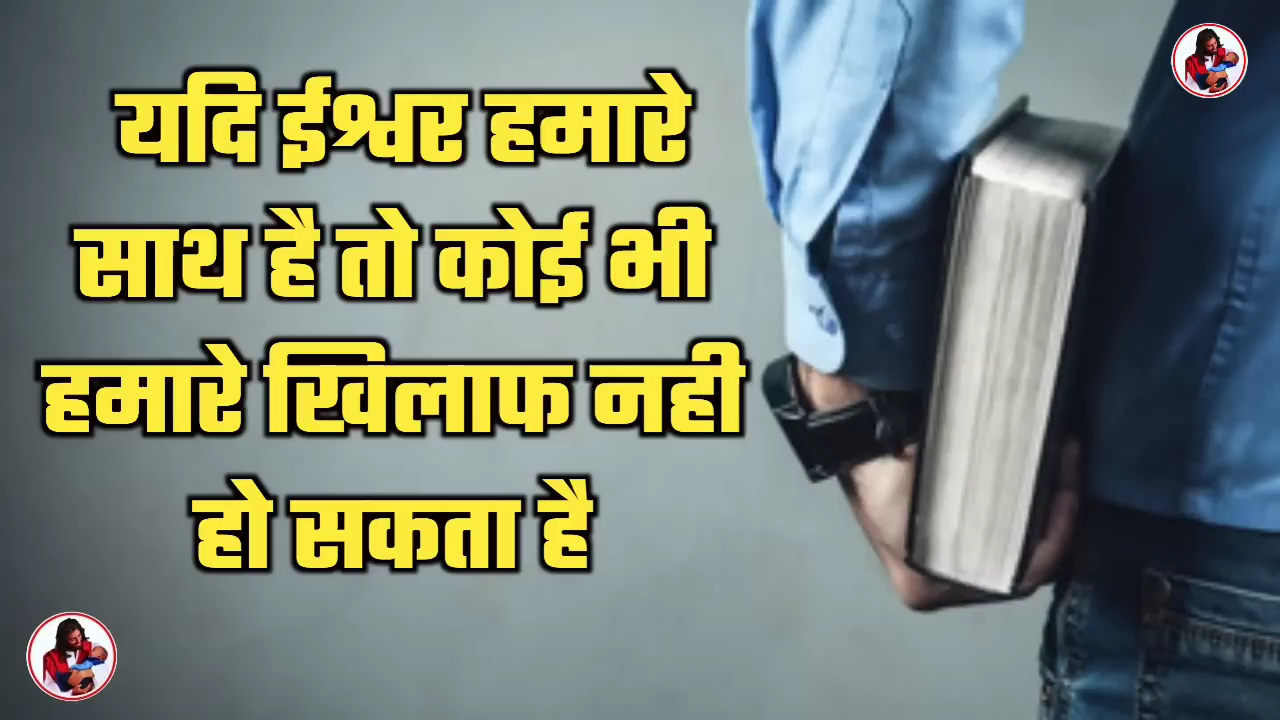 यदि ईश्वर हमारे
साथ है तो कोई भी
हमारे खिलाफ नही
हो सकता है